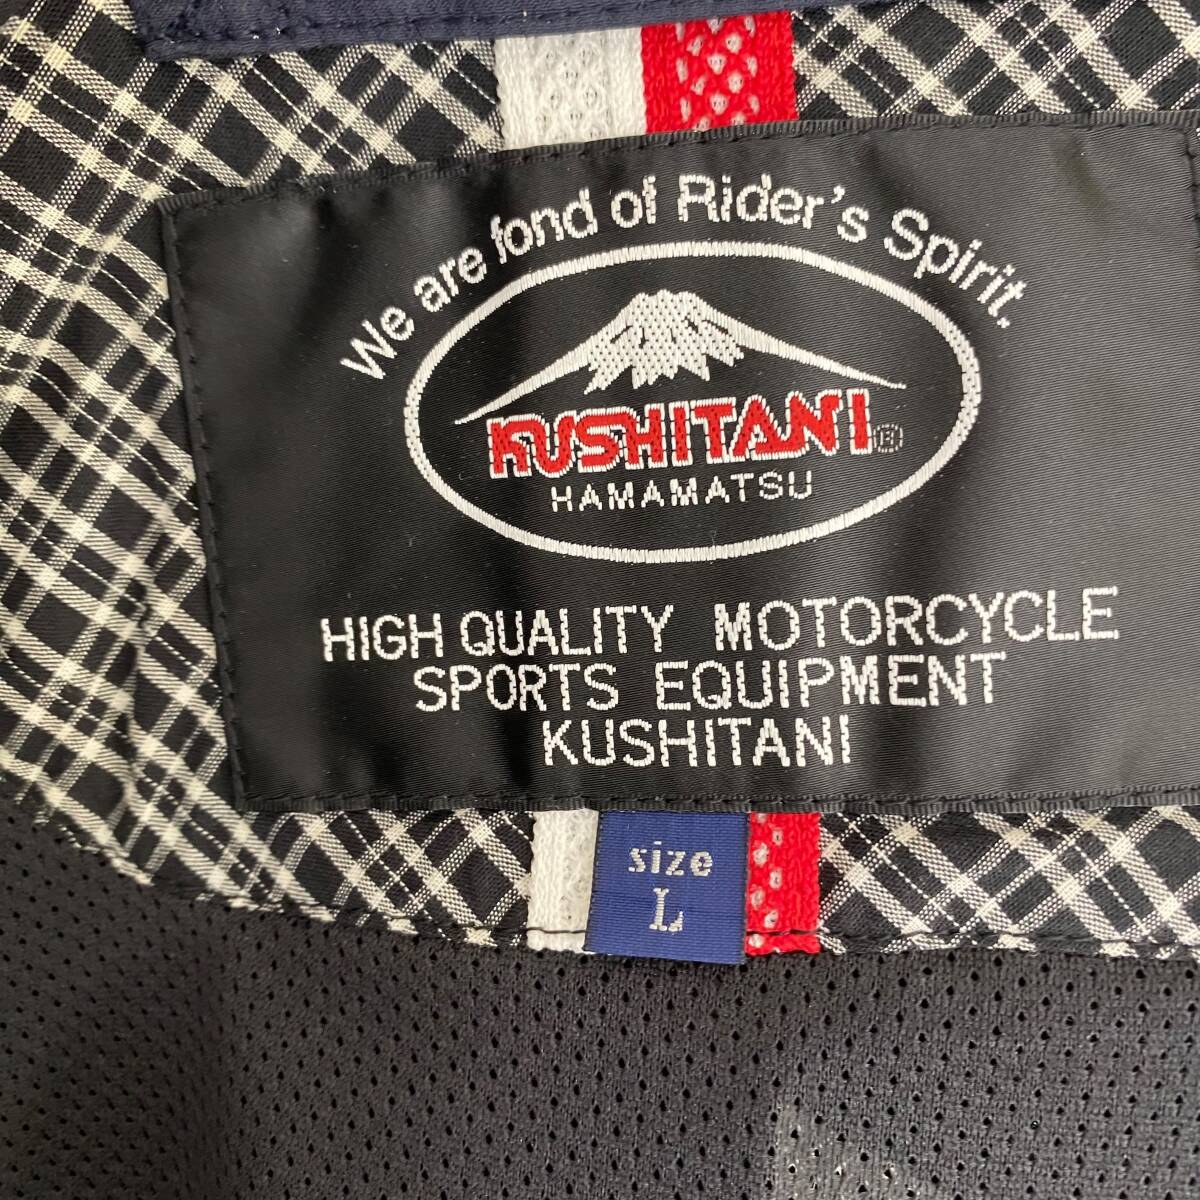 We are fond of Rider's Spirit.
KUSHITANI®
HAMAMATSU
HIGH QUALITY MOTORCYCLE
SPORTS EQUIPMENT
KUSHITANI
size
L